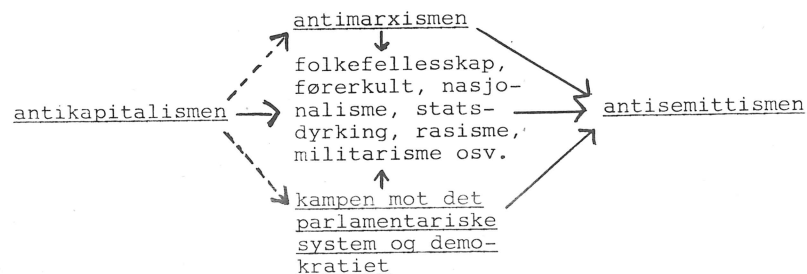 antimarxismen
folkefellesskap,
førerkult, nasjo-
nalisme, stats-
dyrking, rasisme,
militarisme osv.
antikapitalismen
antisemittismen
kampen mot det
parlamentariske
system og demo-
kratiet